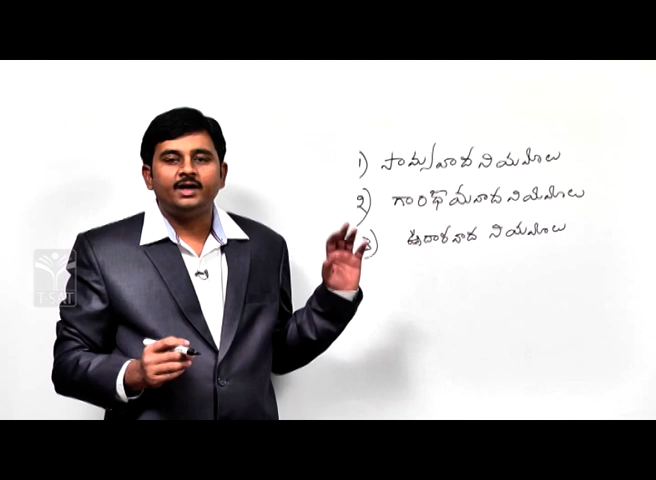 1) సామ్యవాద నియమాలు
2) గాంధేయవాద నియమాలు
3) ఉదారవాద నియమాలు
T-SAT